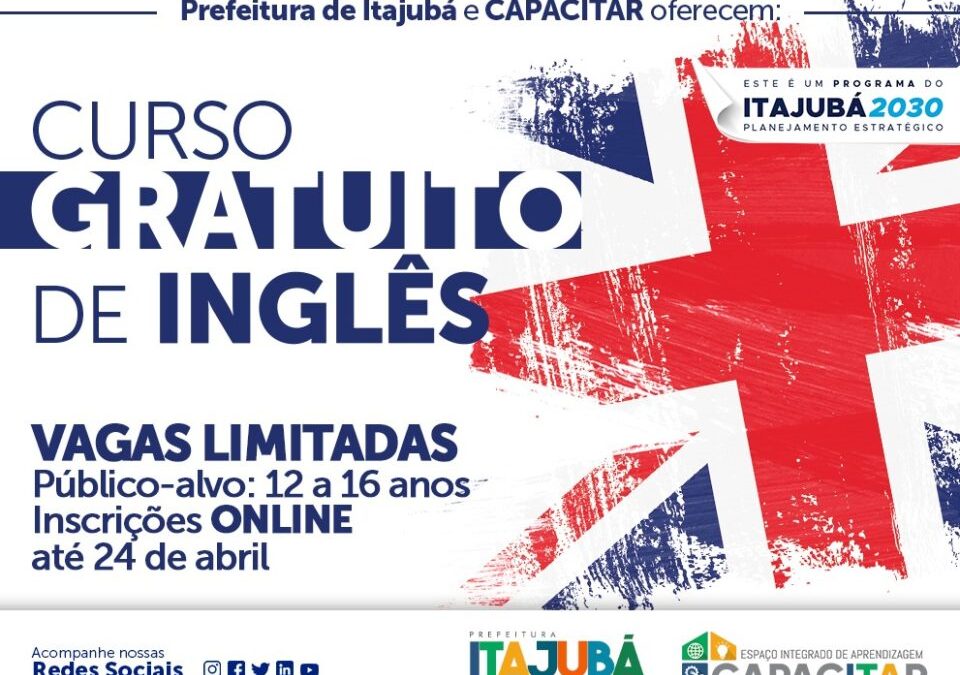 Prefeitura de Itajubá e CAPACITAR oferecem:
ESTE É UM PROGRAMA DO
ITAJUBÁ2030
PLANEJAMENTO ESTRATÉGICO
CURSO
GRATUITO
DE INGLÊS
VAGAS LIMITADAS
Público-alvo: 12 a 16 anos
Inscrições ONLINE
até 24 de abril
Acompanhe nossas
Redes Sociais
PREFEITURA
ITAJUBÁ
ESPAÇO INTEGRADO DE APRENDIZAGEM
CAPACITAR